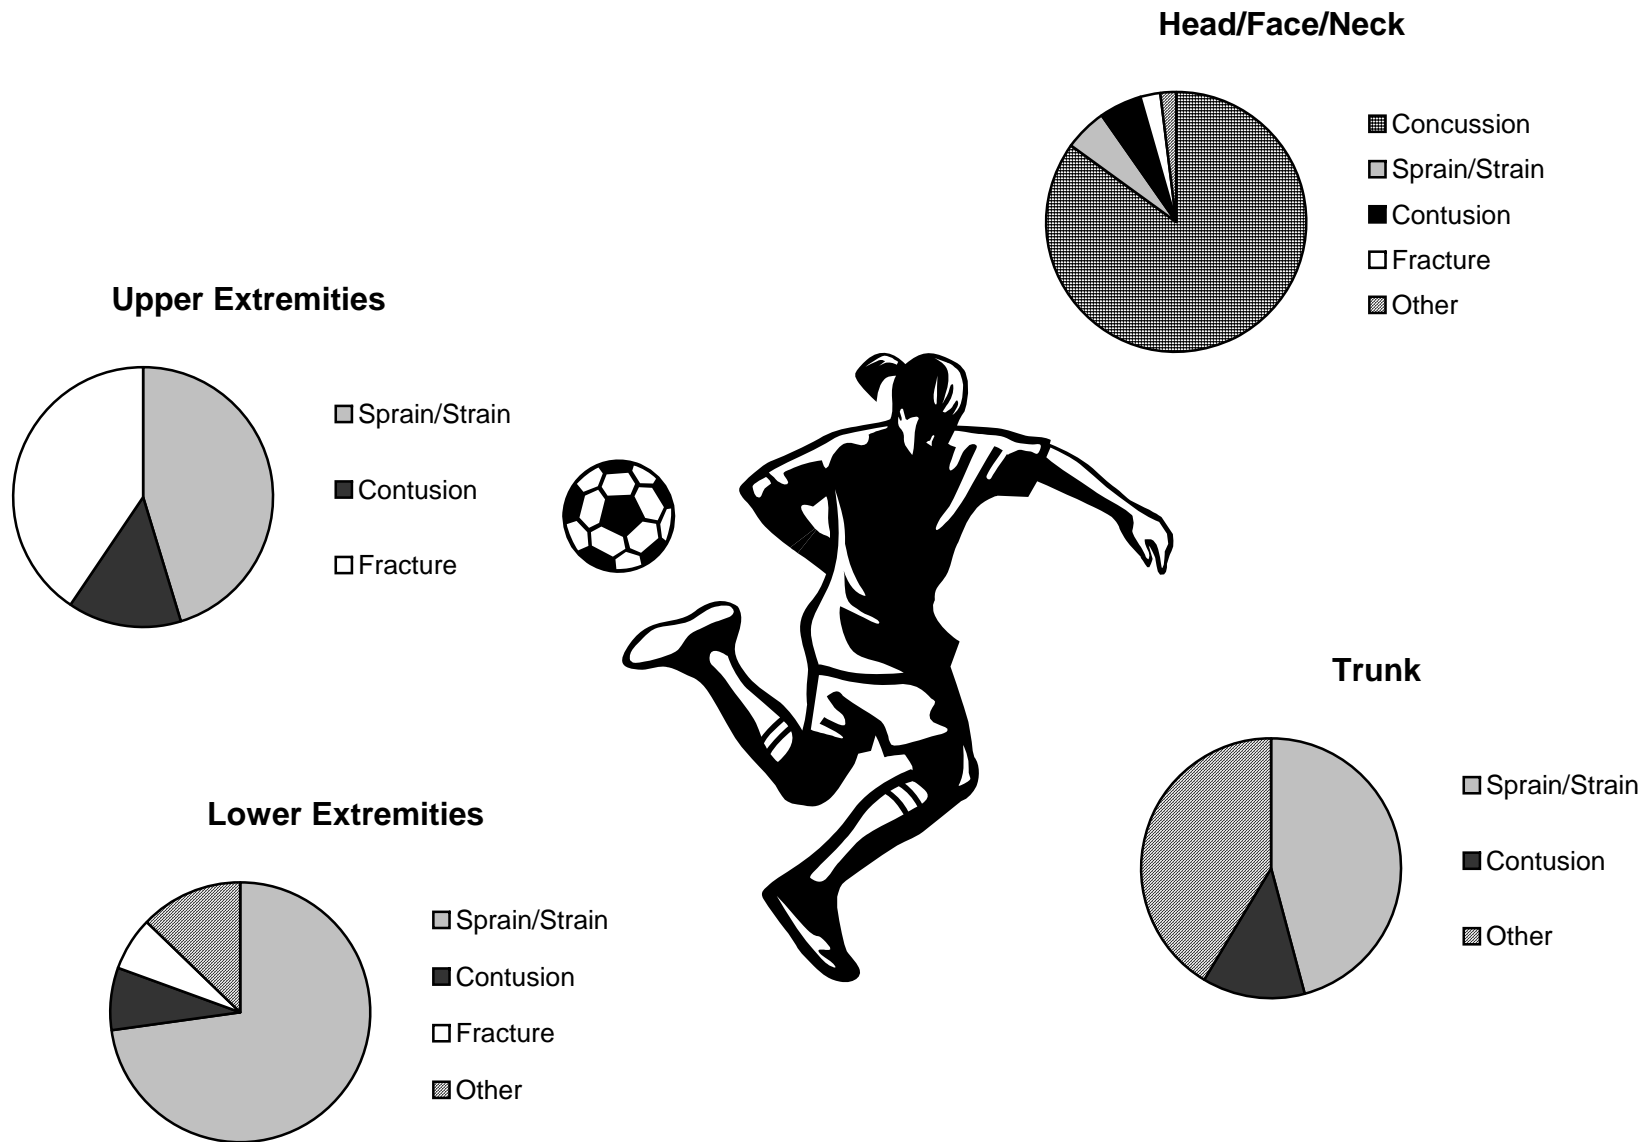 Head/Face/Neck
Concussion
Sprain/Strain
Contusion
Fracture
Other
Upper Extremities
Sprain/Strain
Contusion
Fracture
Trunk
Sprain/Strain
Contusion
Other
Lower Extremities
Sprain/Strain
Contusion
Fracture
Other